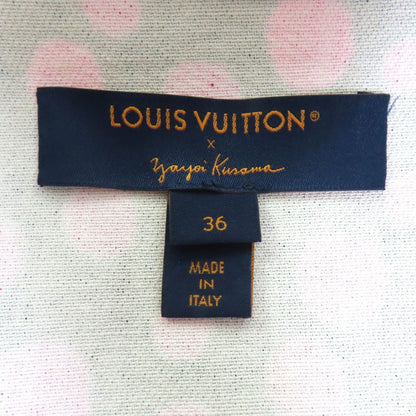 LOUIS VUITTON®
×
Yayoi Kusama
36
MADE
IN
ITALY